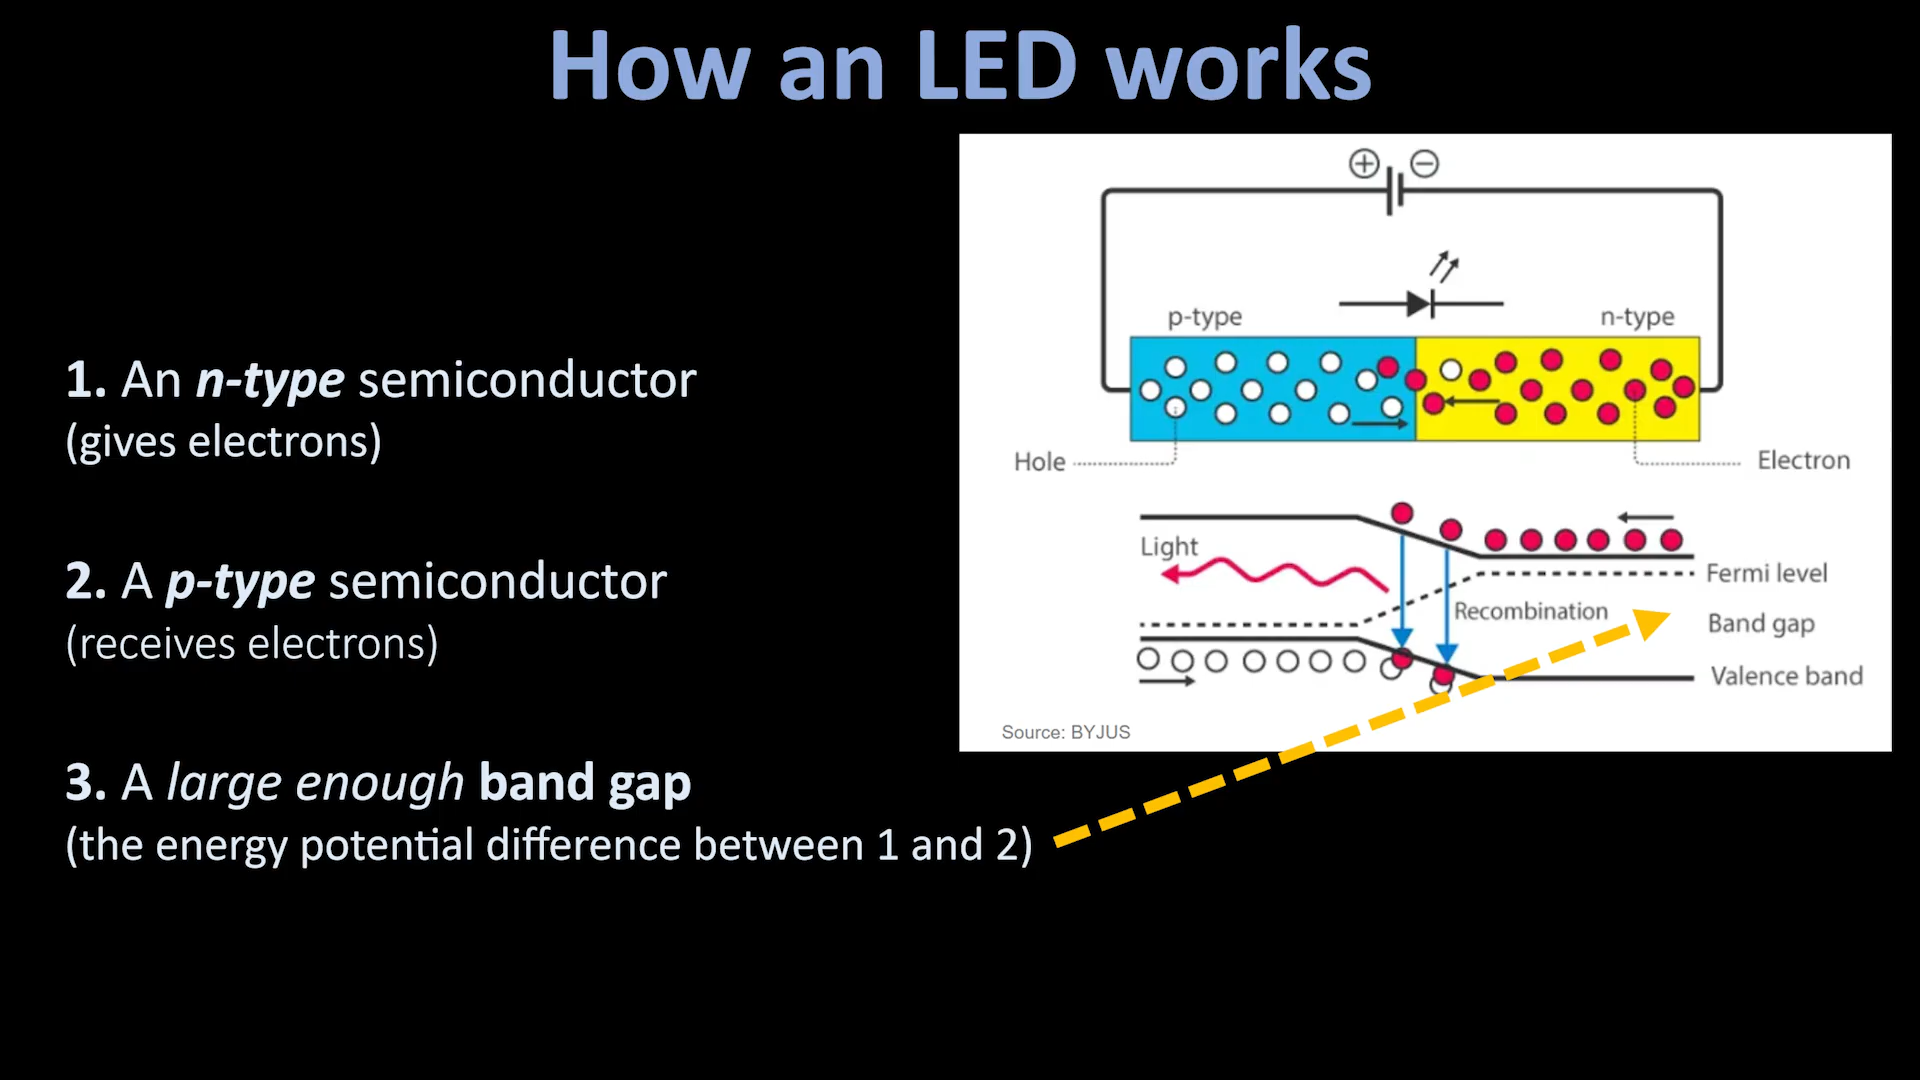 How an LED works
1. An n-type semiconductor
(gives electrons)
2. A p-type semiconductor
(receives electrons)
3. A large enough band gap
(the energy potential difference between 1 and 2)
+ −
p-type n-type
Hole Electron
Light
Fermi level
Recombination
Band gap
Valence band
Source: BYJUS